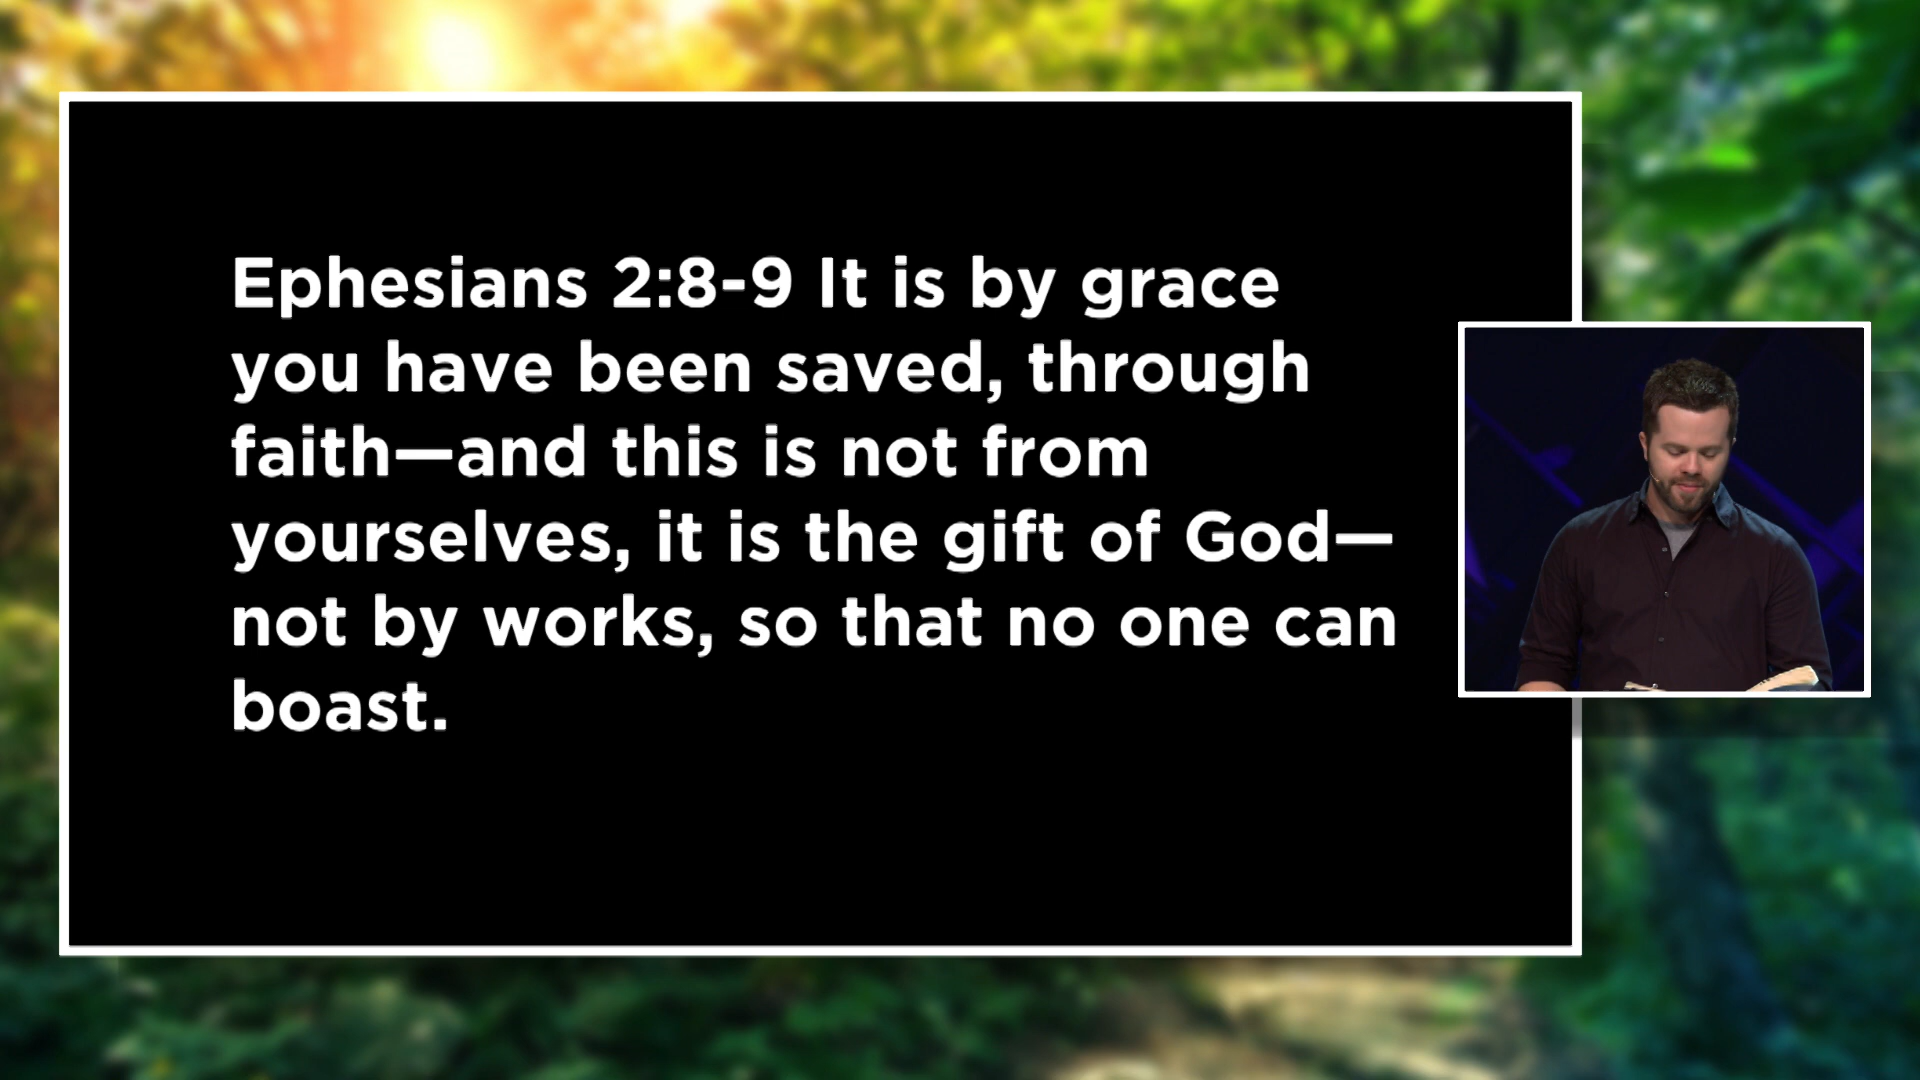 Ephesians 2:8-9 It is by grace
you have been saved, through
faith—and this is not from
yourselves, it is the gift of God—
not by works, so that no one can
boast.